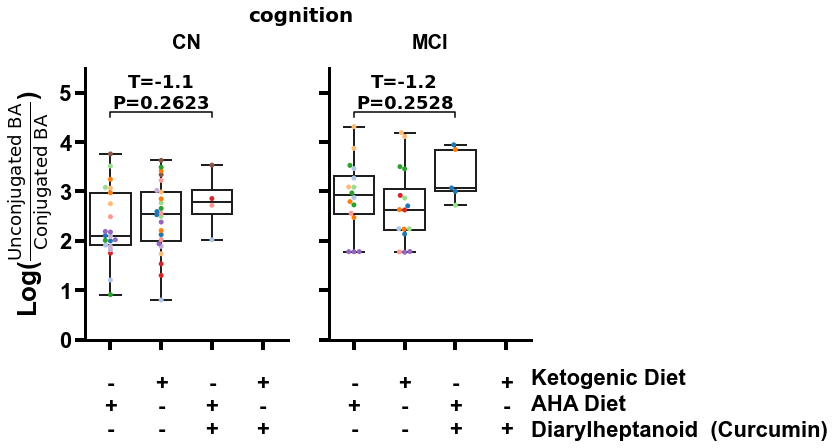 cognition
CN
MCI
T=-1.1
P=0.2623
T=-1.2
P=0.2528
Log(Unconjugated BA
Conjugated BA)
5
4
3
2
1
0
- + - + - + - + Ketogenic Diet
+ - + - + - + - AHA Diet
- - + + - - + + Diarylheptanoid (Curcumin)